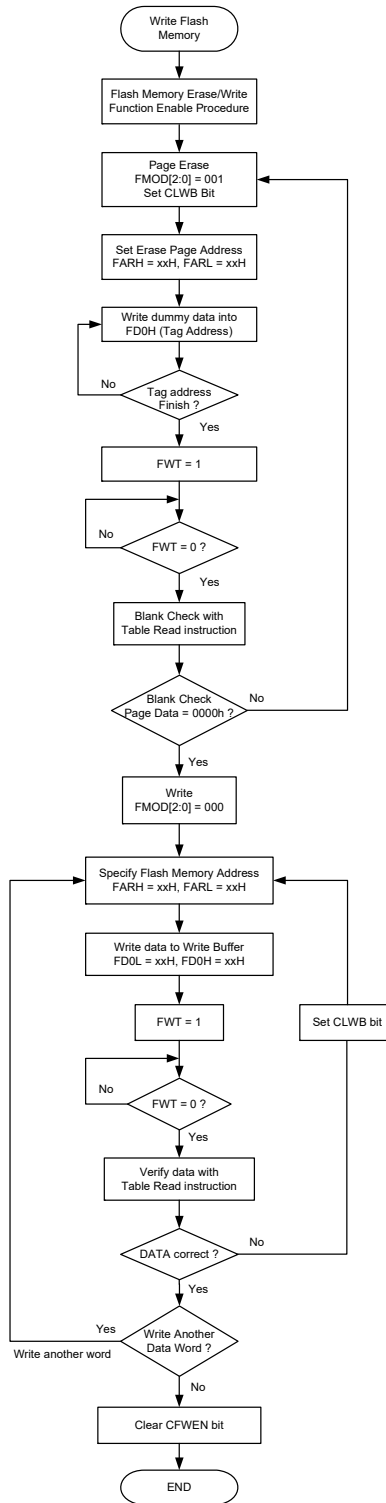 Write Flash
Memory
Flash Memory Erase/Write
Function Enable Procedure
Page Erase
FMOD[2:0] = 001
Set CLWB Bit
Set Erase Page Address
FARH = xxH, FARL = xxH
Write dummy data into
FD0H (Tag Address)
No
Tag address
Finish ?
Yes
FWT = 1
No
FWT = 0 ?
Yes
Blank Check with
Table Read instruction
No
Blank Check
Page Data = 0000h ?
Yes
Write
FMOD[2:0] = 000
Specify Flash Memory Address
FARH = xxH, FARL = xxH
Write data to Write Buffer
FD0L = xxH, FD0H = xxH
FWT = 1
Set CLWB bit
No
FWT = 0 ?
Yes
Verify data with
Table Read instruction
No
DATA correct ?
Yes
Yes
Write Another
Data Word ?
Write another word
No
Clear CFWEN bit
END